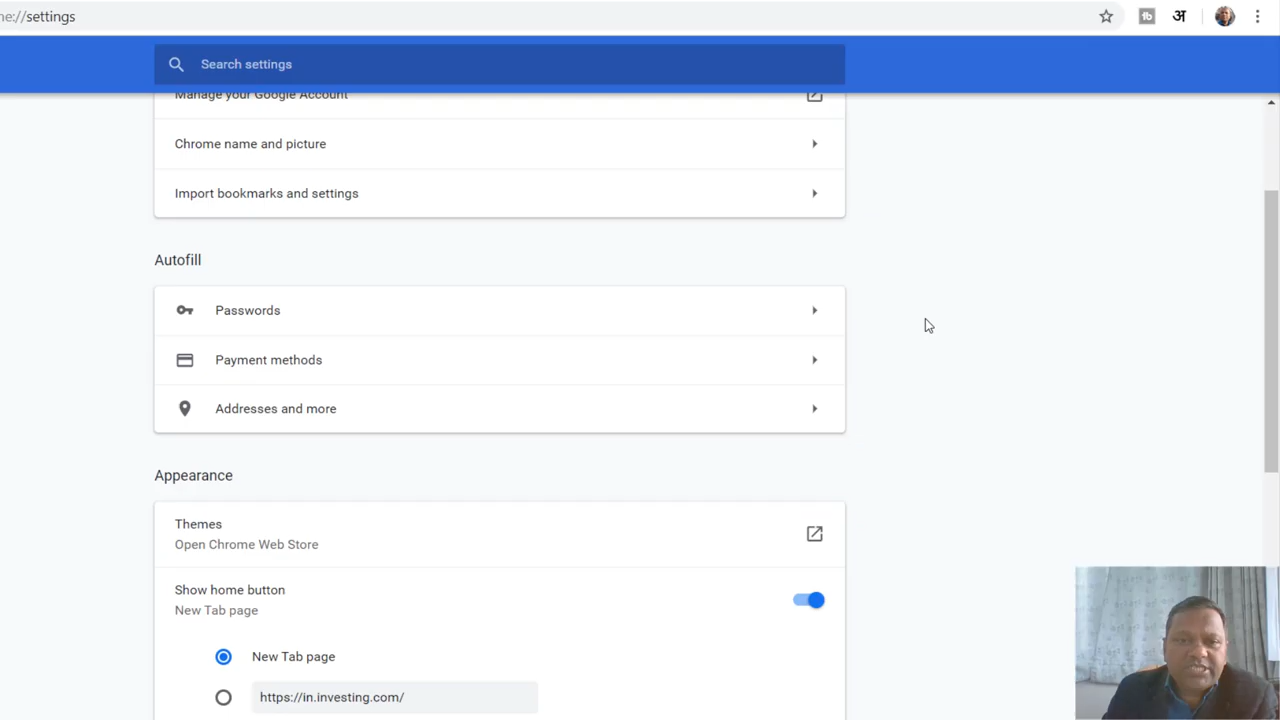 me://settings
अ
Search settings
Manage your Google Account
Chrome name and picture
Import bookmarks and settings
Autofill
Passwords
Payment methods
Addresses and more
Appearance
Themes
Open Chrome Web Store
Show home button
New Tab page
New Tab page
https://in.investing.com/